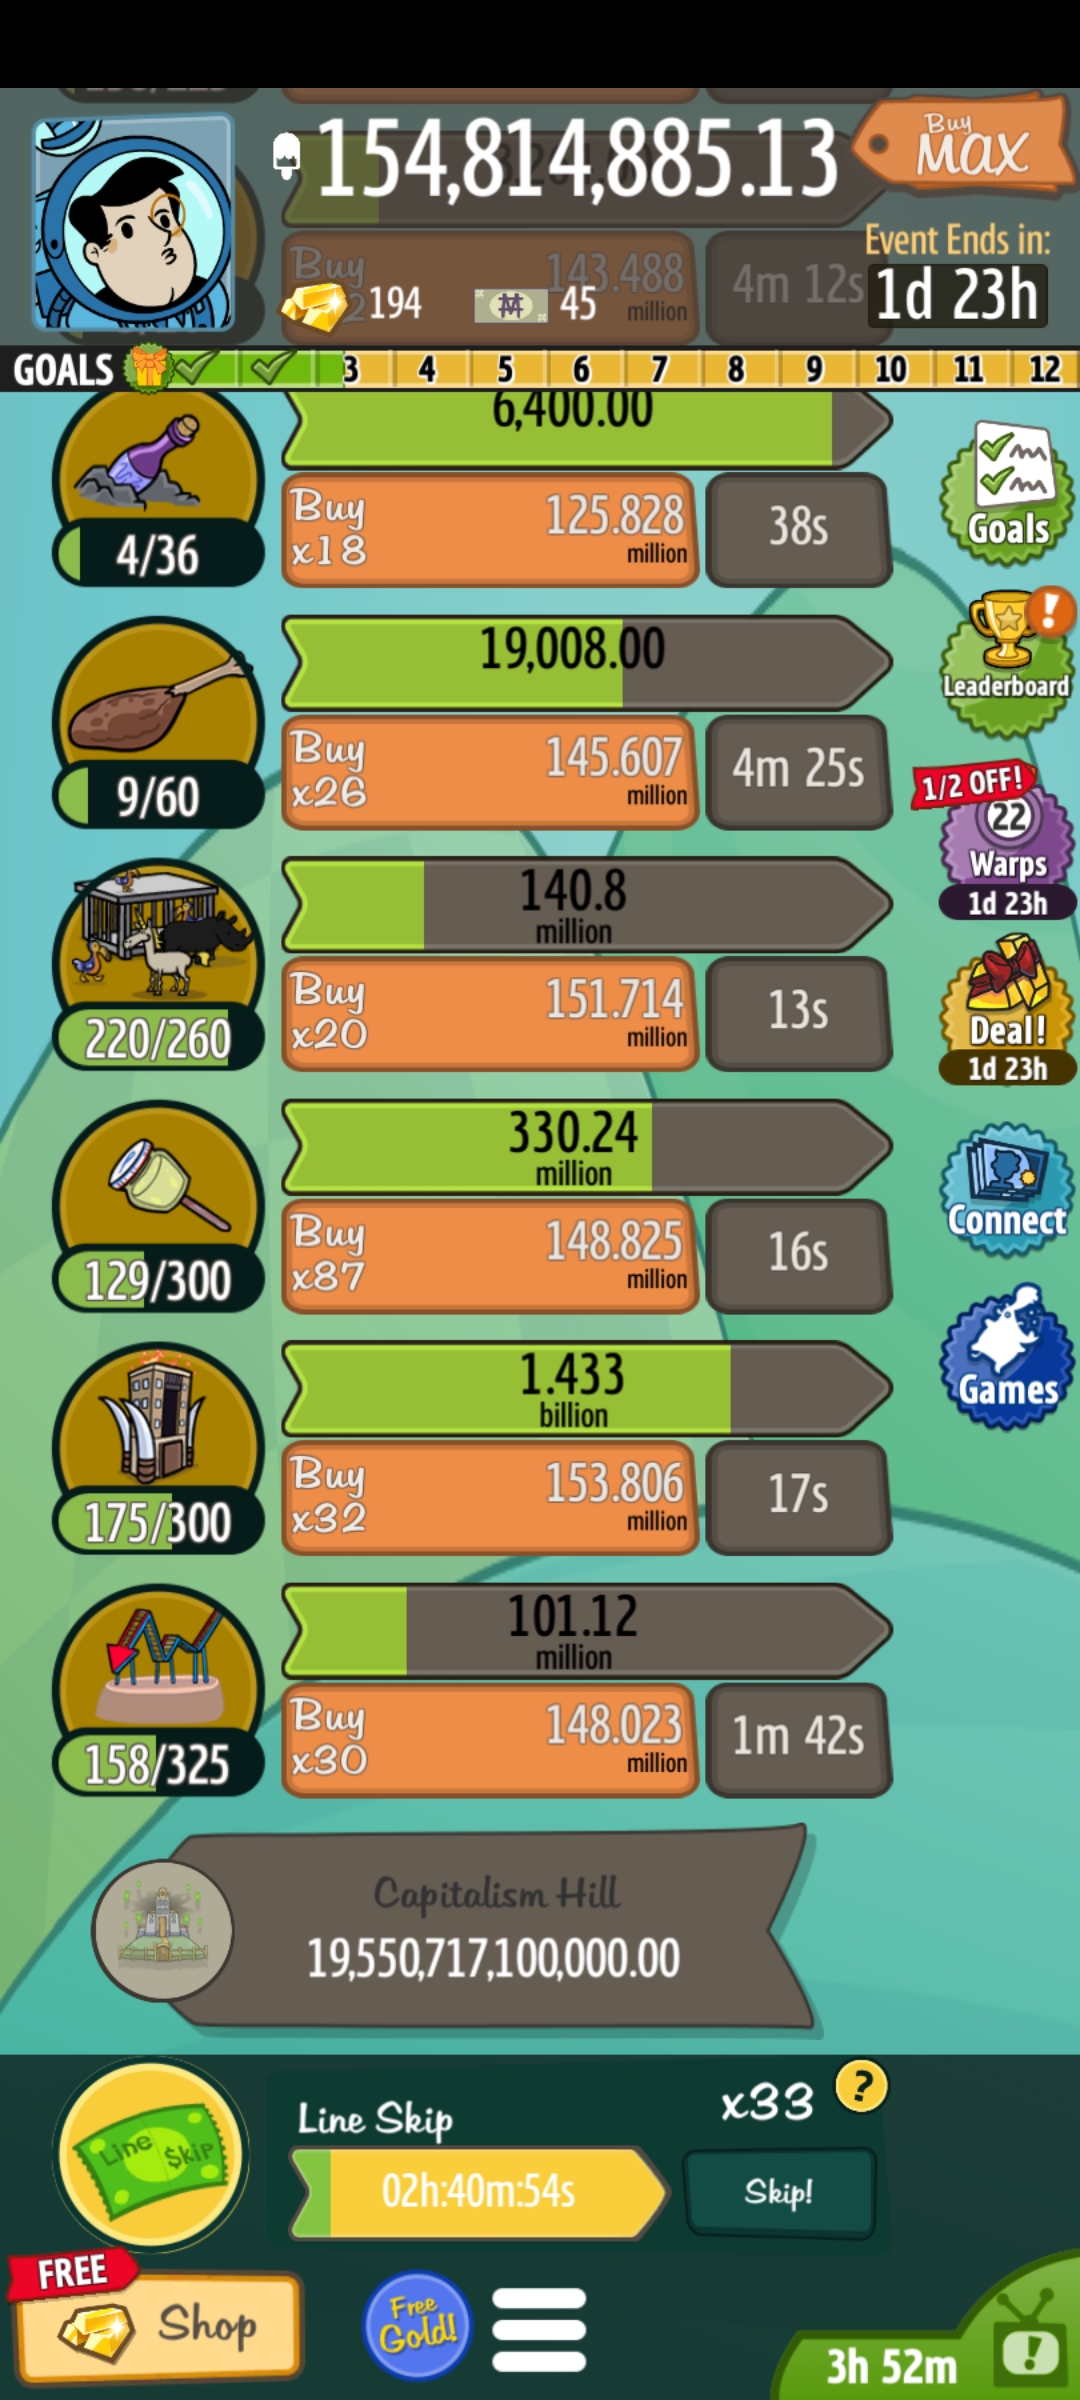 154,814,885.13
Buy
MAX
Event Ends in:
1d 23h
Buy
143.488
million
4m 12s
194
45
GOALS
3
4
5
6
7
8
9
10
11
12
6,400.00
Buy
x18
125.828
million
38s
4/36
Goals
19,008.00
Buy
x26
145.607
million
4m 25s
9/60
Leaderboard
!
1/2 OFF!
22
Warps
1d 23h
140.8
million
Buy
x20
151.714
million
13s
220/260
Deal!
1d 23h
330.24
million
Buy
x87
148.825
million
16s
129/300
Connect
1.433
billion
Buy
x32
153.806
million
17s
175/300
Games
101.12
million
Buy
x30
148.023
million
1m 42s
158/325
Capitalism Hill
19,550,717,100,000.00
Line Skip
Line $kip
x33
?
02h:40m:54s
Skip!
FREE
Shop
Free
Gold!
3h 52m
!